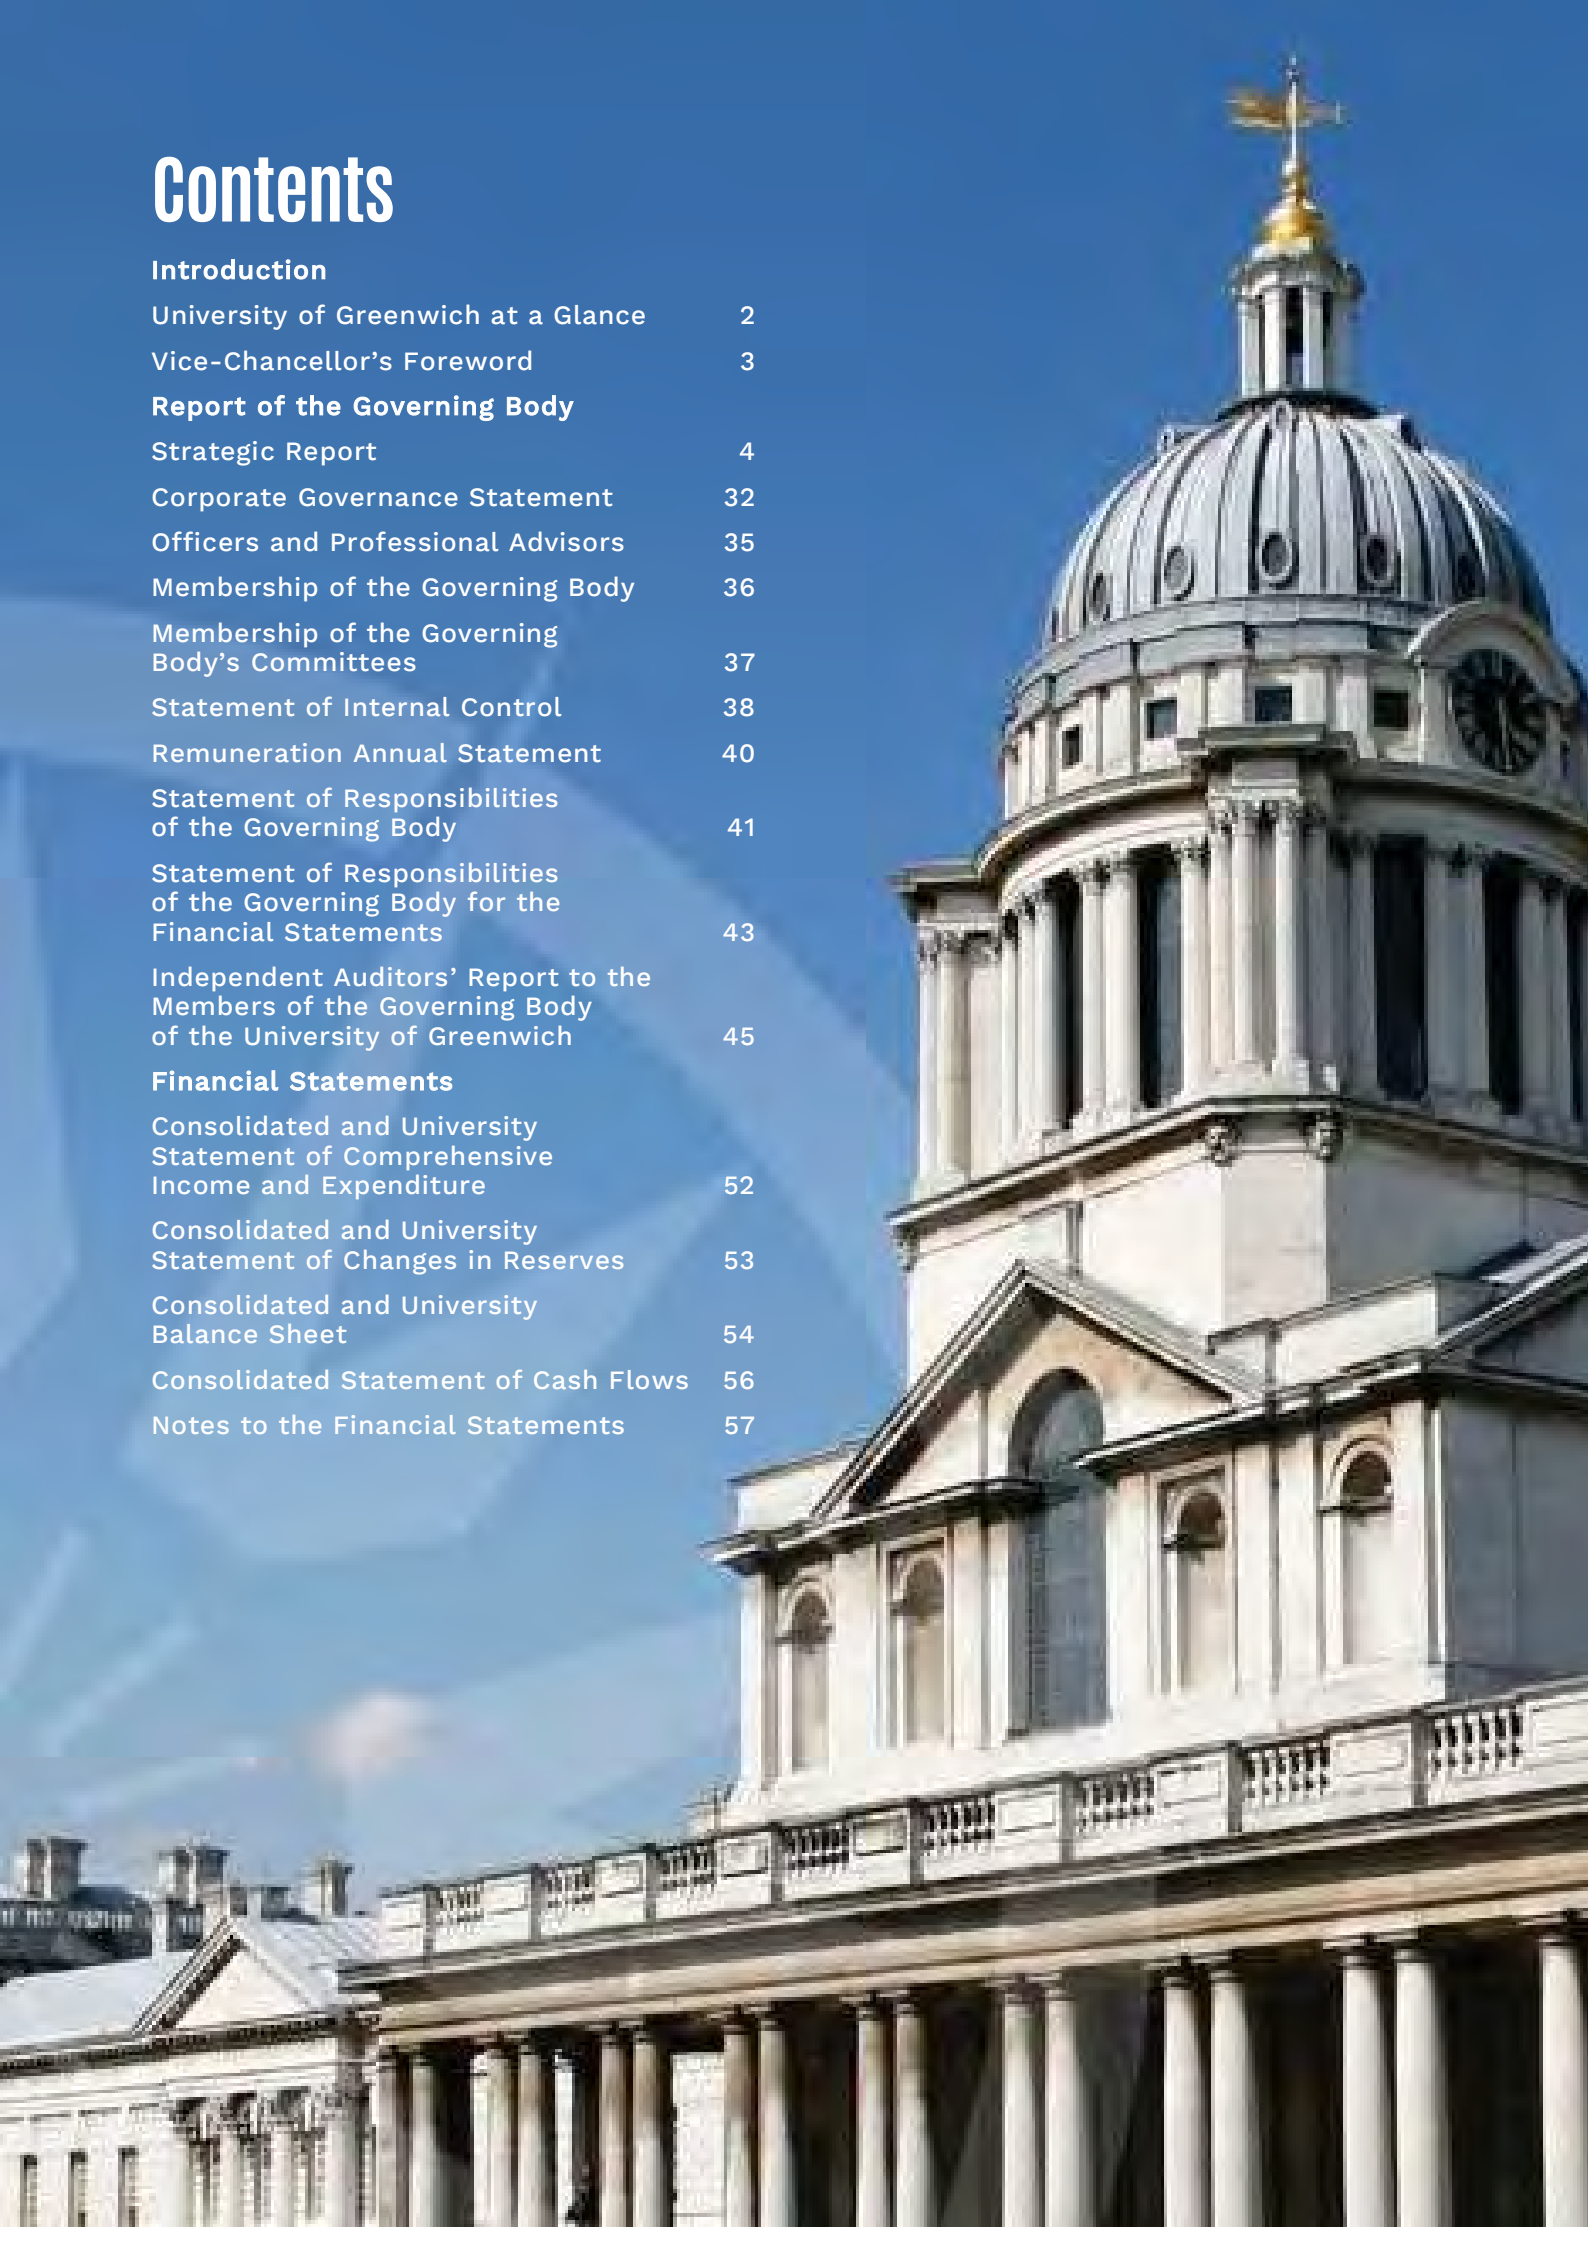 Contents
Introduction
University of Greenwich at a Glance 2
Vice-Chancellor’s Foreword 3
Report of the Governing Body
Strategic Report 4
Corporate Governance Statement 32
Officers and Professional Advisors 35
Membership of the Governing Body 36
Membership of the Governing
Body’s Committees 37
Statement of Internal Control 38
Remuneration Annual Statement 40
Statement of Responsibilities
of the Governing Body 41
Statement of Responsibilities
of the Governing Body for the
Financial Statements 43
Independent Auditors’ Report to the
Members of the Governing Body
of the University of Greenwich 45
Financial Statements
Consolidated and University
Statement of Comprehensive
Income and Expenditure 52
Consolidated and University
Statement of Changes in Reserves 53
Consolidated and University
Balance Sheet 54
Consolidated Statement of Cash Flows 56
Notes to the Financial Statements 57